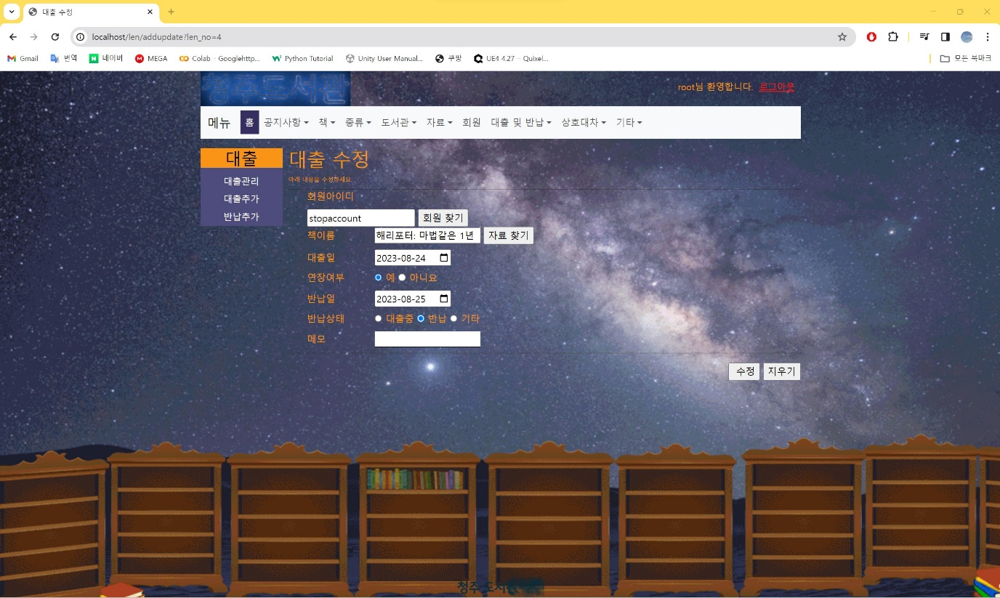 대출 수정
localhost/len/addupdate?len_no=4
Gmail 번역 네이버 MEGA Colab - Googlehttp... Python Tutorial Unity User Manual... 쿠팡 UE4 4.27 – Quixel... 모든 북마크
청주도서관
root님 환영합니다. 로그아웃
메뉴 홈 공지사항 책 종류 도서관 자료 회원 대출 및 반납 상호대차 기타
대출
대출관리
대출추가
반납추가
대출 수정
아래 내용을 수정하세요.
회원아이디
stopaccount 회원 찾기
책이름 해리포터: 마법같은 1년 자료 찾기
대출일 2023-08-24
연장여부 예 아니요
반납일 2023-08-25
반납상태 대출중 반납 기타
메모
수정 지우기
청주 도서